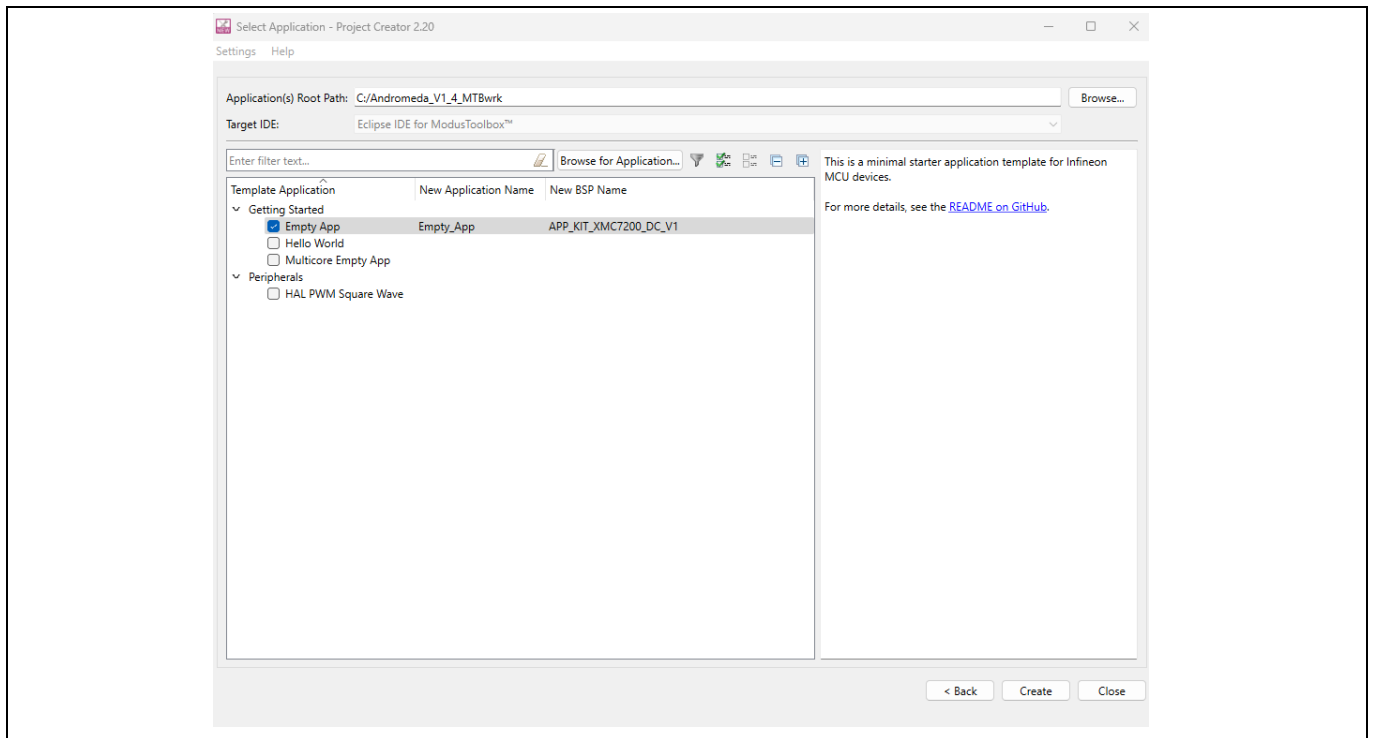 Select Application - Project Creator 2.20
Settings Help
Application(s) Root Path: C:/Andromeda_V1_4_MTBwrk Browse...
Target IDE: Eclipse IDE for ModusToolbox™
Enter filter text... Browse for Application...
Template Application New Application Name New BSP Name
Getting Started
Empty App Empty_App APP_KIT_XMC7200_DC_V1
Hello World
Multicore Empty App
Peripherals
HAL PWM Square Wave
This is a minimal starter application template for Infineon
MCU devices.
For more details, see the README on GitHub.
< Back Create Close